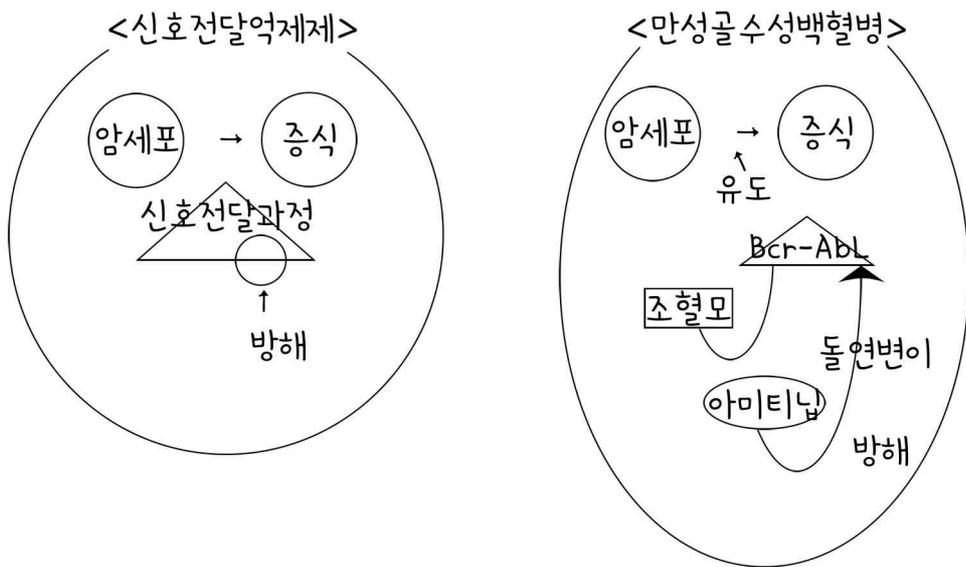 <신호전달억제제>
암세포 → 증식
신호전달과정
↑
방해
<만성골수성백혈병>
암세포 → 증식
유도
Bcr-AbL
조혈모
돌연변이
아미티닙
방해